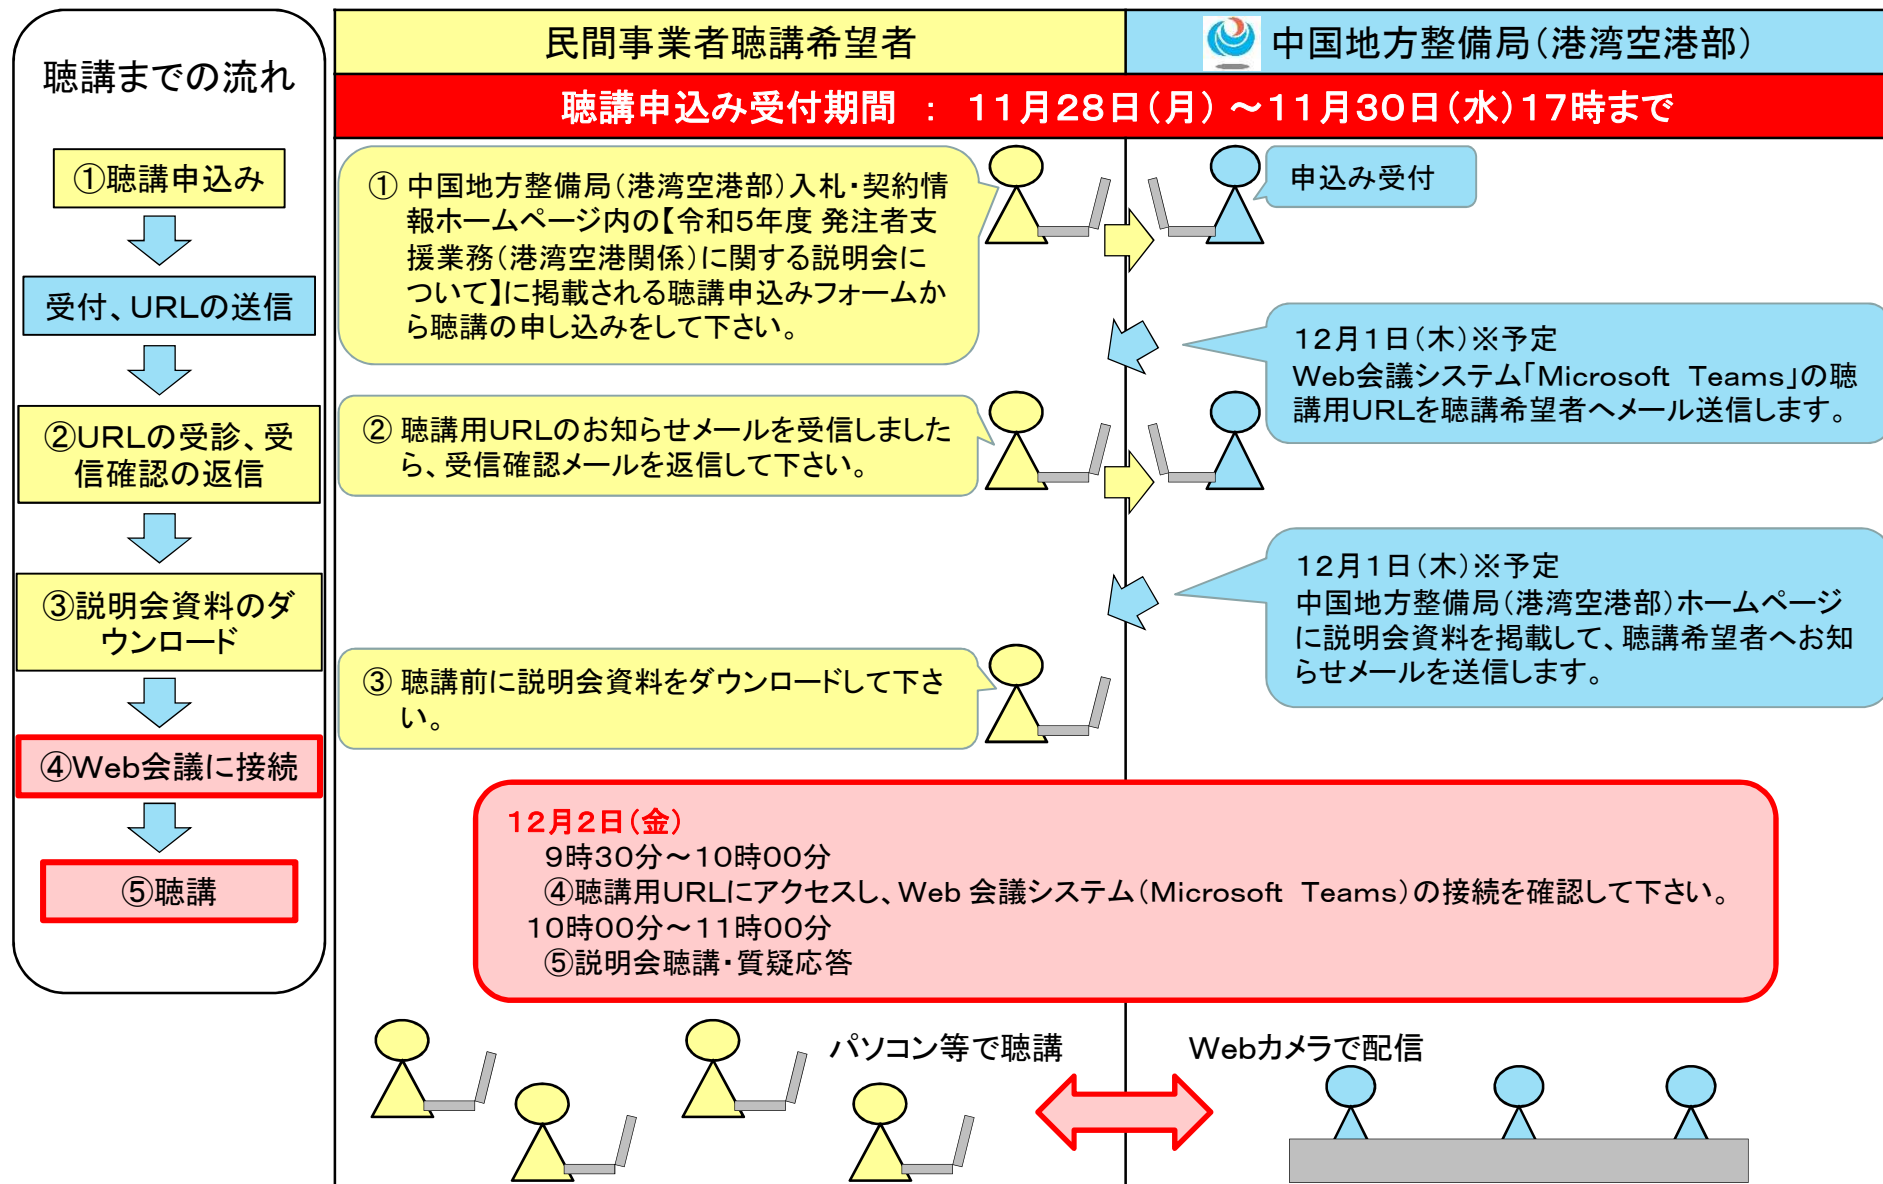 聴講までの流れ
①聴講申込み
受付、URLの送信
②URLの受診、受
信確認の返信
③説明会資料のダ
ウンロード
④Web会議に接続
⑤聴講
民間事業者聴講希望者
中国地方整備局(港湾空港部)
聴講申込み受付期間 : 11月28日(月)~11月30日(水)17時まで
① 中国地方整備局(港湾空港部)入札・契約情
報ホームページ内の【令和5年度 発注者支
援業務(港湾空港関係)に関する説明会に
ついて】に掲載される聴講申込みフォームか
ら聴講の申し込みをして下さい。
申込み受付
12月1日(木)※予定
Web会議システム「Microsoft Teams」の聴
講用URLを聴講希望者へメール送信します。
② 聴講用URLのお知らせメールを受信しました
ら、受信確認メールを返信して下さい。
12月1日(木)※予定
中国地方整備局(港湾空港部)ホームページ
に説明会資料を掲載して、聴講希望者へお知
らせメールを送信します。
③ 聴講前に説明会資料をダウンロードして下さ
い。
12月2日(金)
9時30分~10時00分
④聴講用URLにアクセスし、Web 会議システム(Microsoft Teams)の接続を確認して下さい。
10時00分~11時00分
⑤説明会聴講・質疑応答
パソコン等で聴講
Webカメラで配信